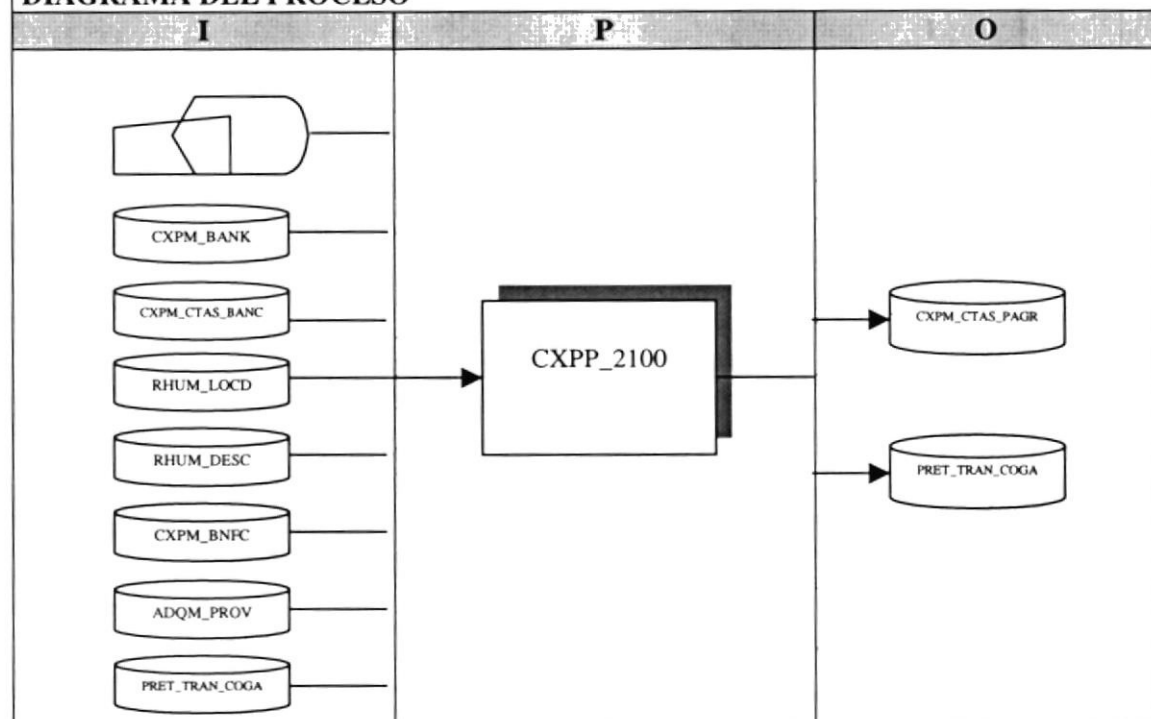 DIAGRAMA DEL PROCESO
I P O
CXPM_BANK
CXPM_CTAS_BANC
RHUM_LOCD
RHUM_DESC
CXPM_BNFC
ADQM_PROV
PRET_TRAN_COGA
CXPP_2100
CXPM_CTAS_PAGR
PRET_TRAN_COGA